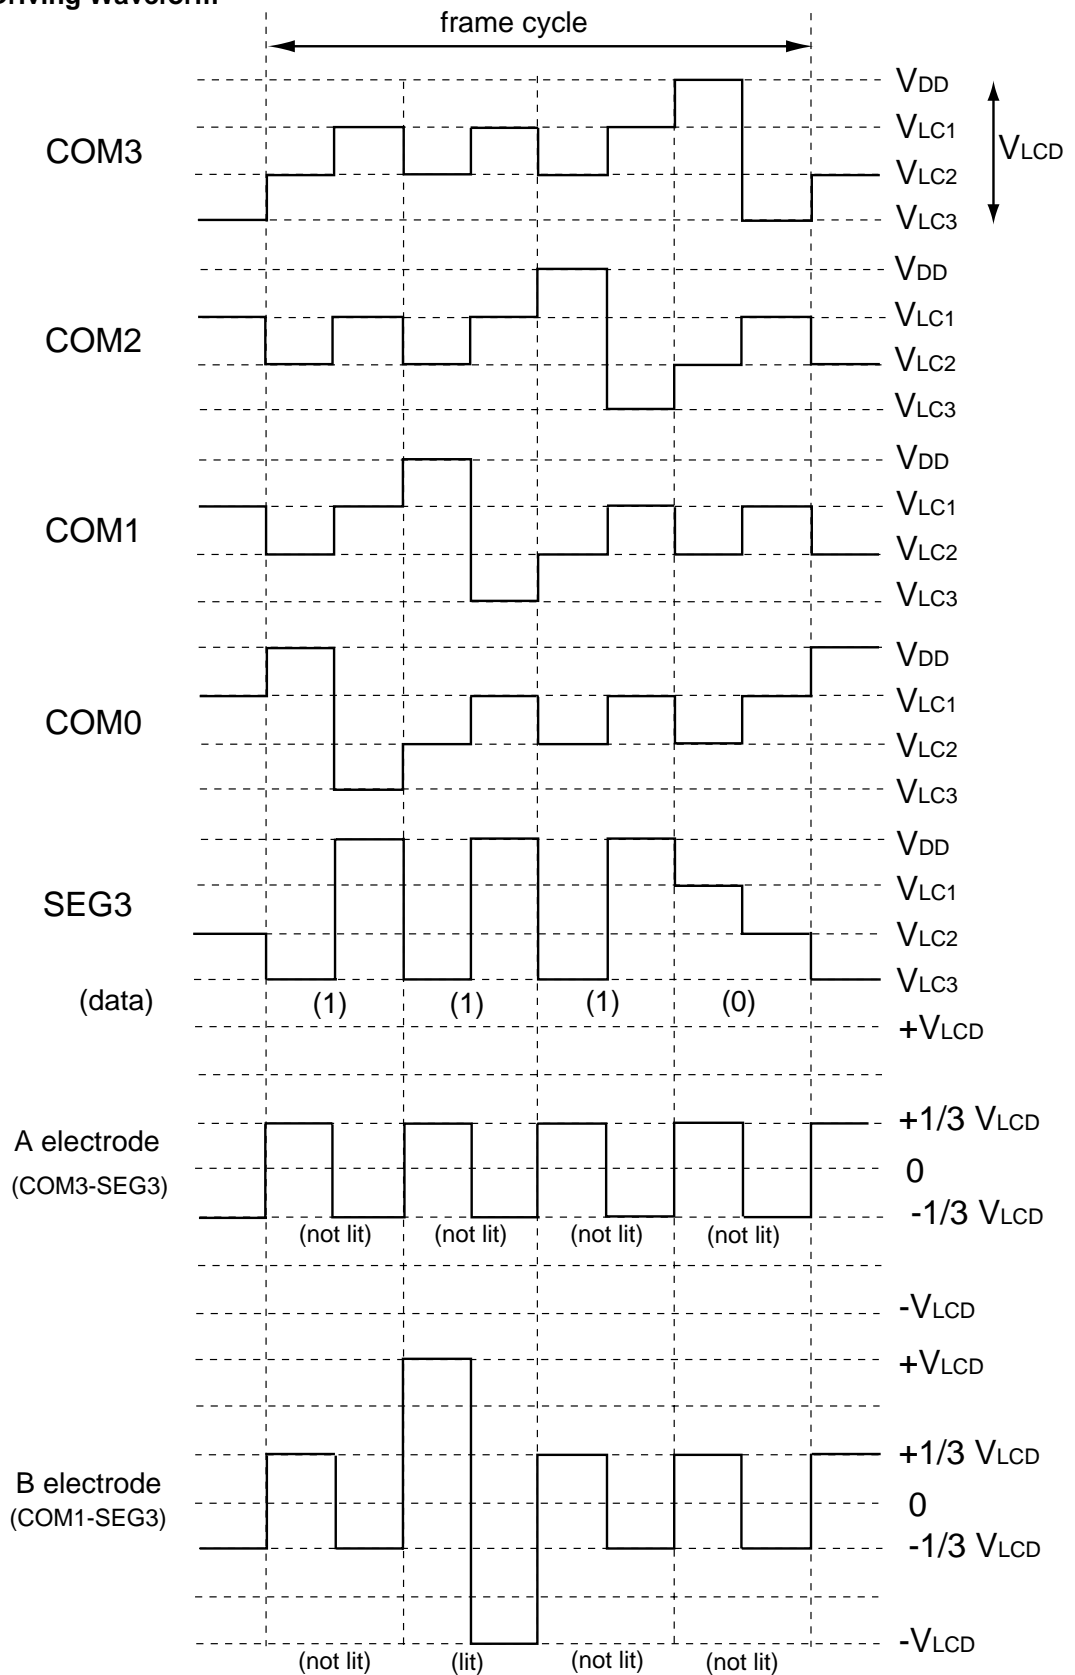 Driving Waveform
frame cycle
COM3
VDD
VLC1
VLC2
VLC3
VLCD
COM2
VDD
VLC1
VLC2
VLC3
COM1
VDD
VLC1
VLC2
VLC3
COM0
VDD
VLC1
VLC2
VLC3
SEG3
VDD
VLC1
VLC2
VLC3
(data) (1) (1) (1) (0)
+VLCD
A electrode
(COM3-SEG3)
+1/3 VLCD
0
-1/3 VLCD
(not lit) (not lit) (not lit) (not lit)
-VLCD
+VLCD
B electrode
(COM1-SEG3)
+1/3 VLCD
0
-1/3 VLCD
-VLCD
(not lit) (lit) (not lit) (not lit)